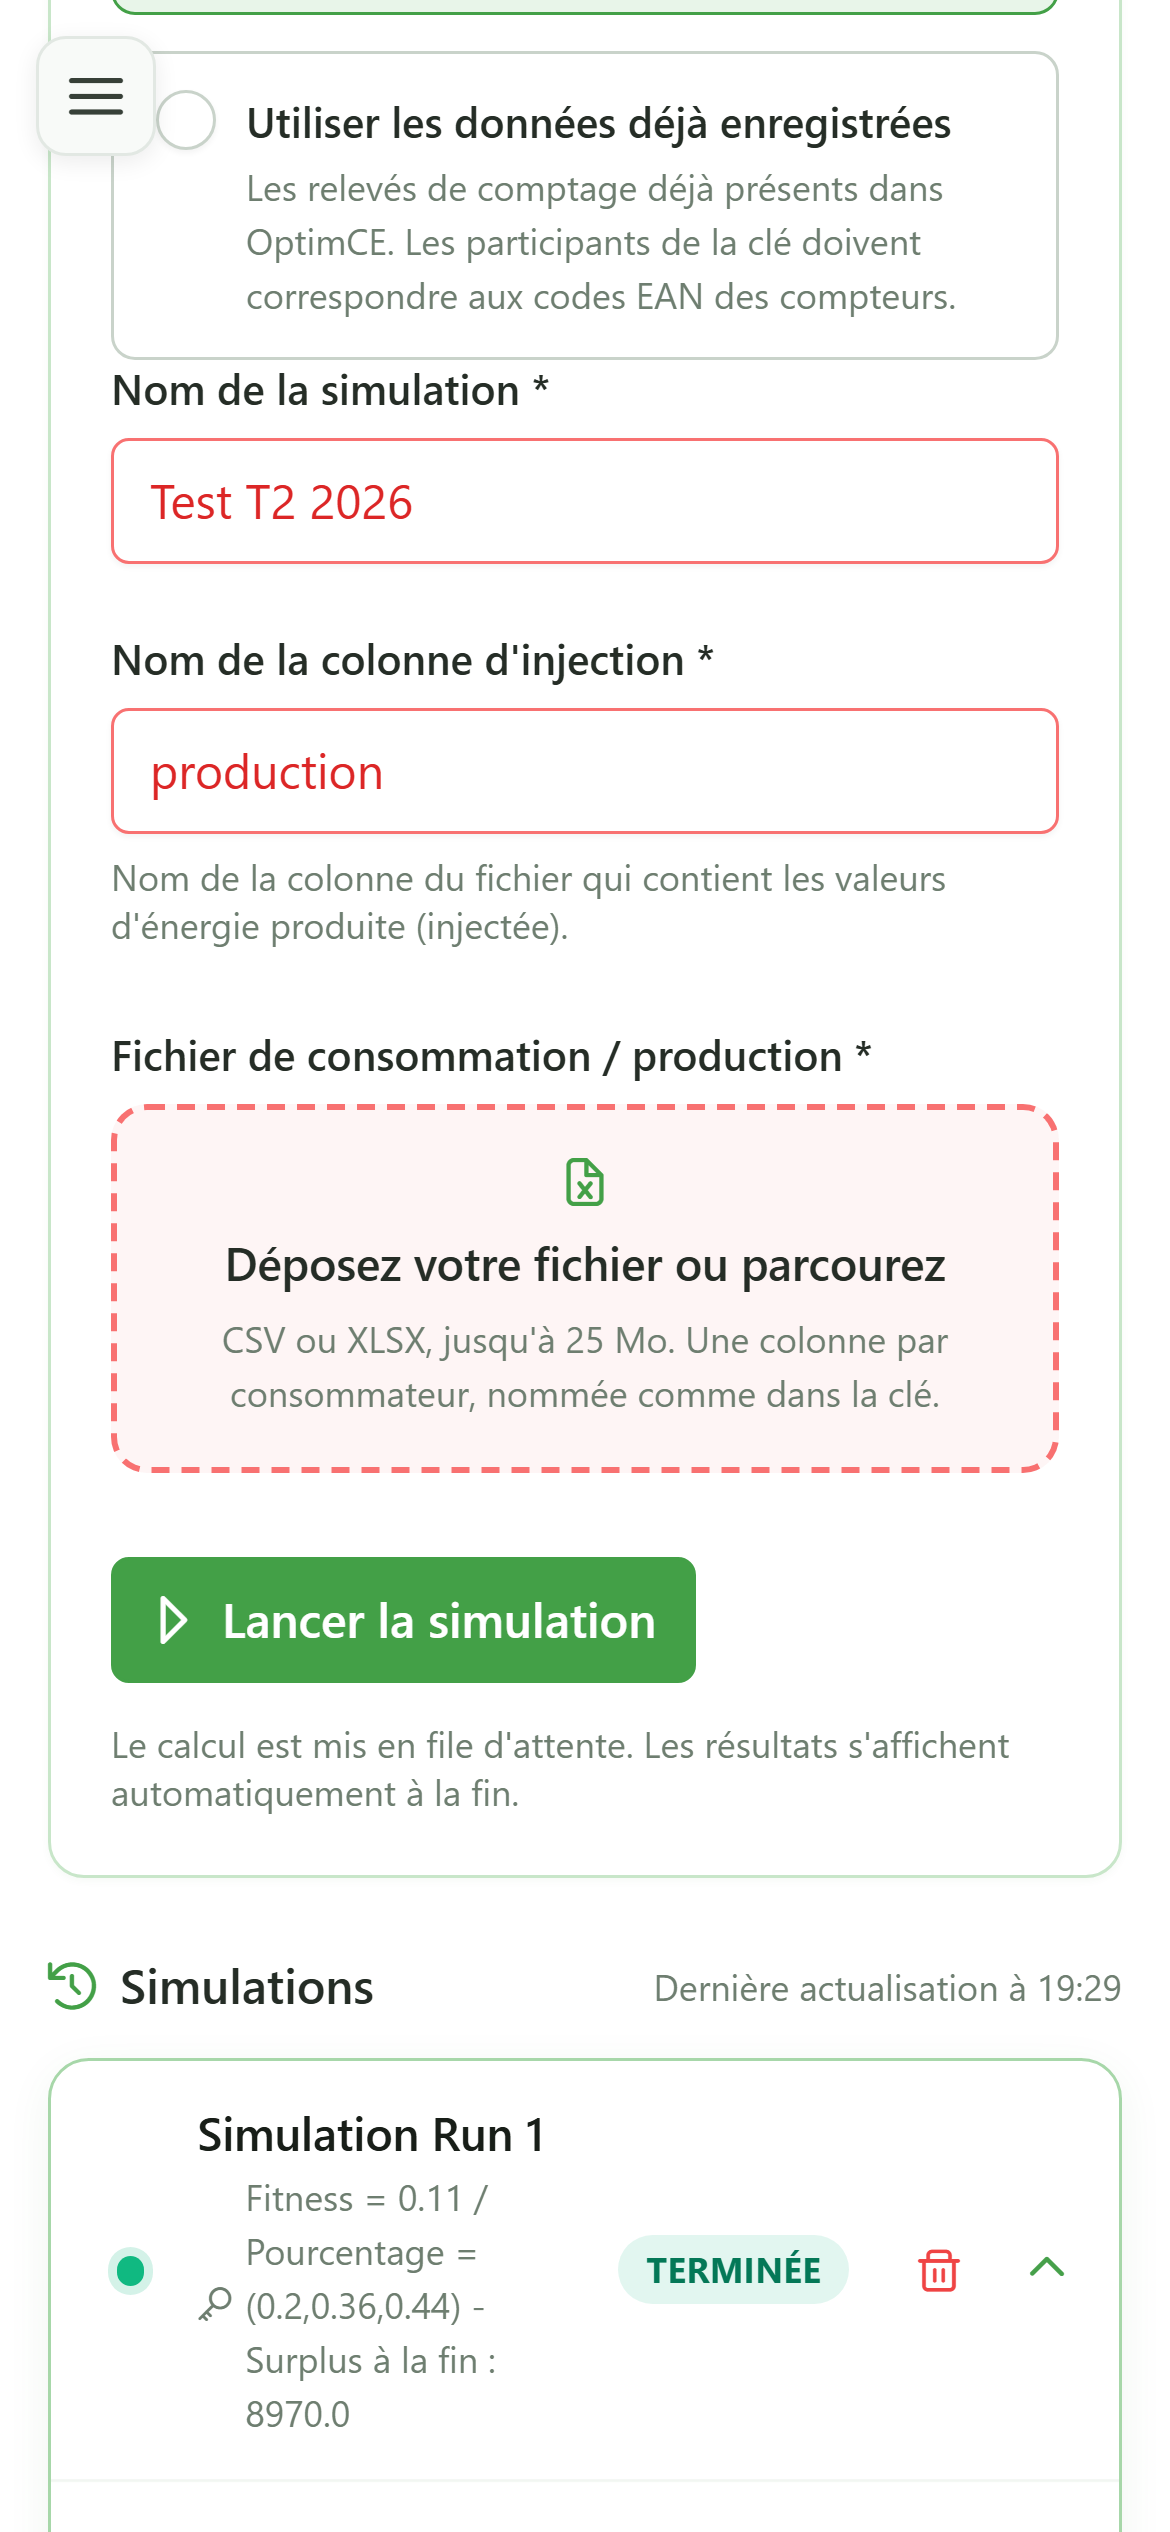 Utiliser les données déjà enregistrées
Les relevés de comptage déjà présents dans
OptimCE. Les participants de la clé doivent
correspondre aux codes EAN des compteurs.
Nom de la simulation *
Test T2 2026
Nom de la colonne d'injection *
production
Nom de la colonne du fichier qui contient les valeurs
d'énergie produite (injectée).
Fichier de consommation / production *
Déposez votre fichier ou parcourez
CSV ou XLSX, jusqu'à 25 Mo. Une colonne par
consommateur, nommée comme dans la clé.
Lancer la simulation
Le calcul est mis en file d'attente. Les résultats s'affichent
automatiquement à la fin.
Simulations
Dernière actualisation à 19:29
Simulation Run 1
Fitness = 0.11 /
Pourcentage =
(0.2,0.36,0.44) -
Surplus à la fin :
8970.0
TERMINÉE